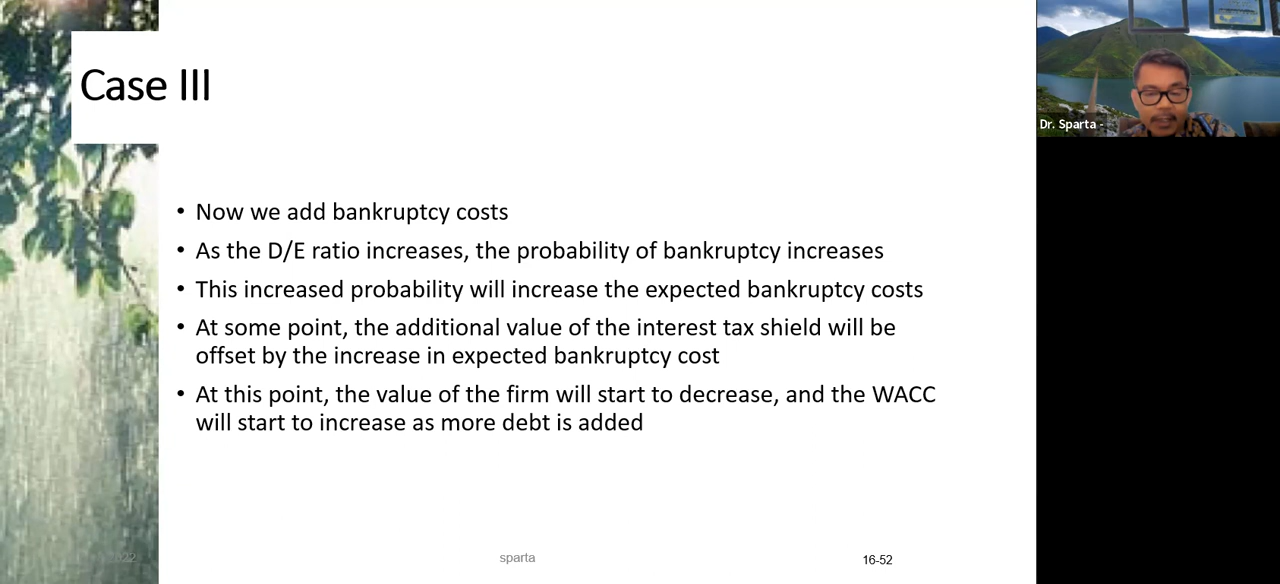 Case III
• Now we add bankruptcy costs
• As the D/E ratio increases, the probability of bankruptcy increases
• This increased probability will increase the expected bankruptcy costs
• At some point, the additional value of the interest tax shield will be
offset by the increase in expected bankruptcy cost
• At this point, the value of the firm will start to decrease, and the WACC
will start to increase as more debt is added
sparta
16-52
Dr. Sparta -